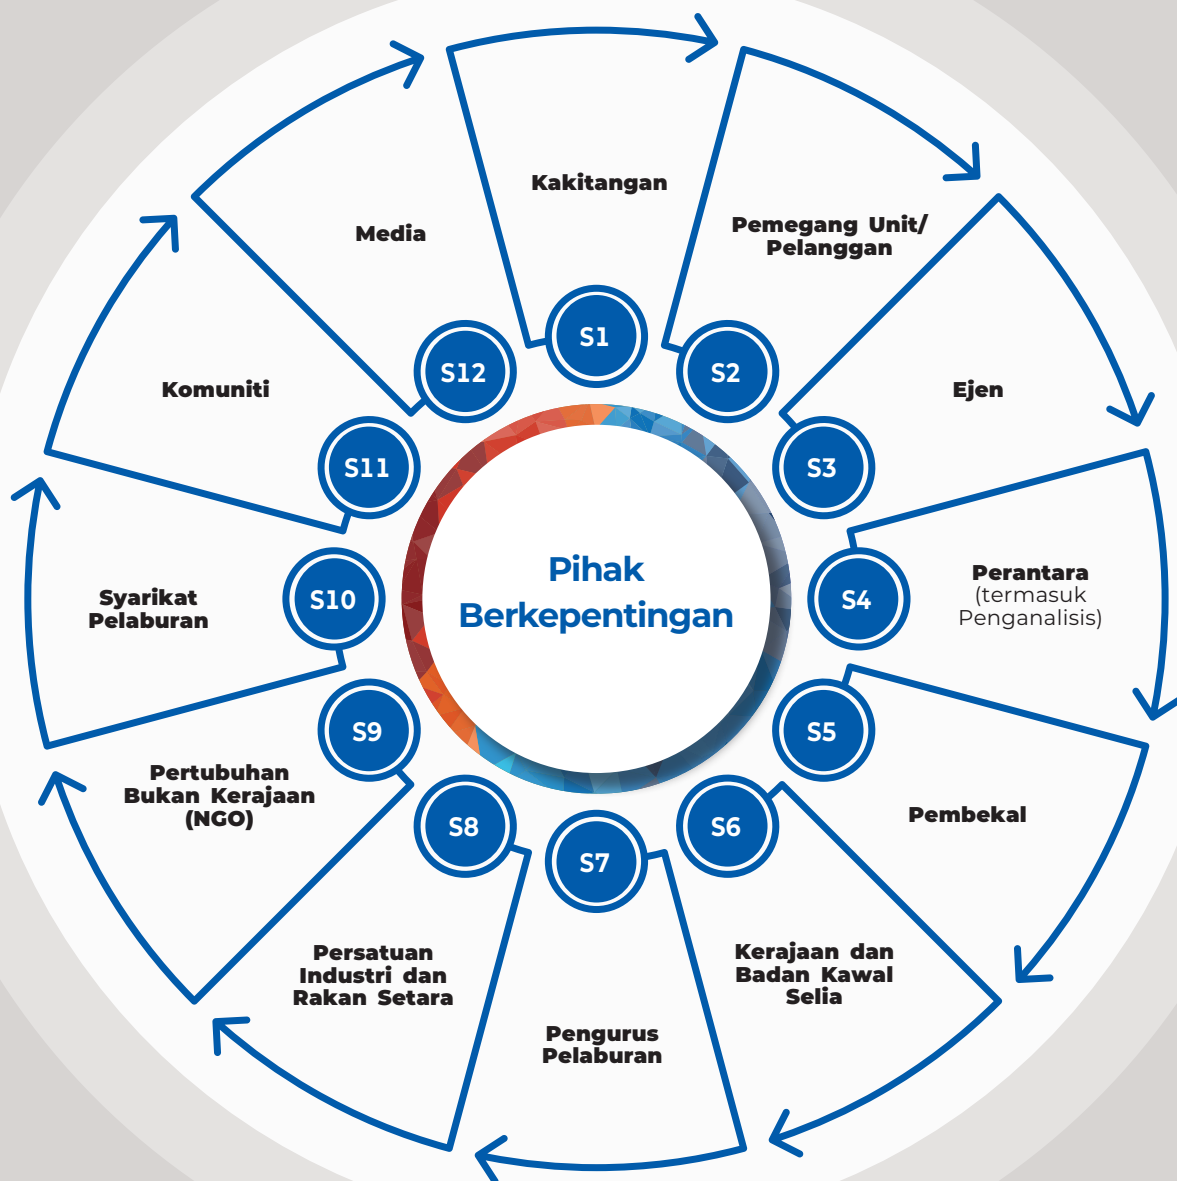 Pihak
Berkepentingan
S1
Kakitangan
S2
Pemegang Unit/
Pelanggan
S3
Ejen
S4
Perantara
(termasuk
Penganalisis)
S5
Pembekal
S6
Kerajaan dan
Badan Kawal
Selia
S7
Pengurus
Pelaburan
S8
Persatuan
Industri dan
Rakan Setara
S9
Pertubuhan
Bukan Kerajaan
(NGO)
S10
Syarikat
Pelaburan
S11
Komuniti
S12
Media